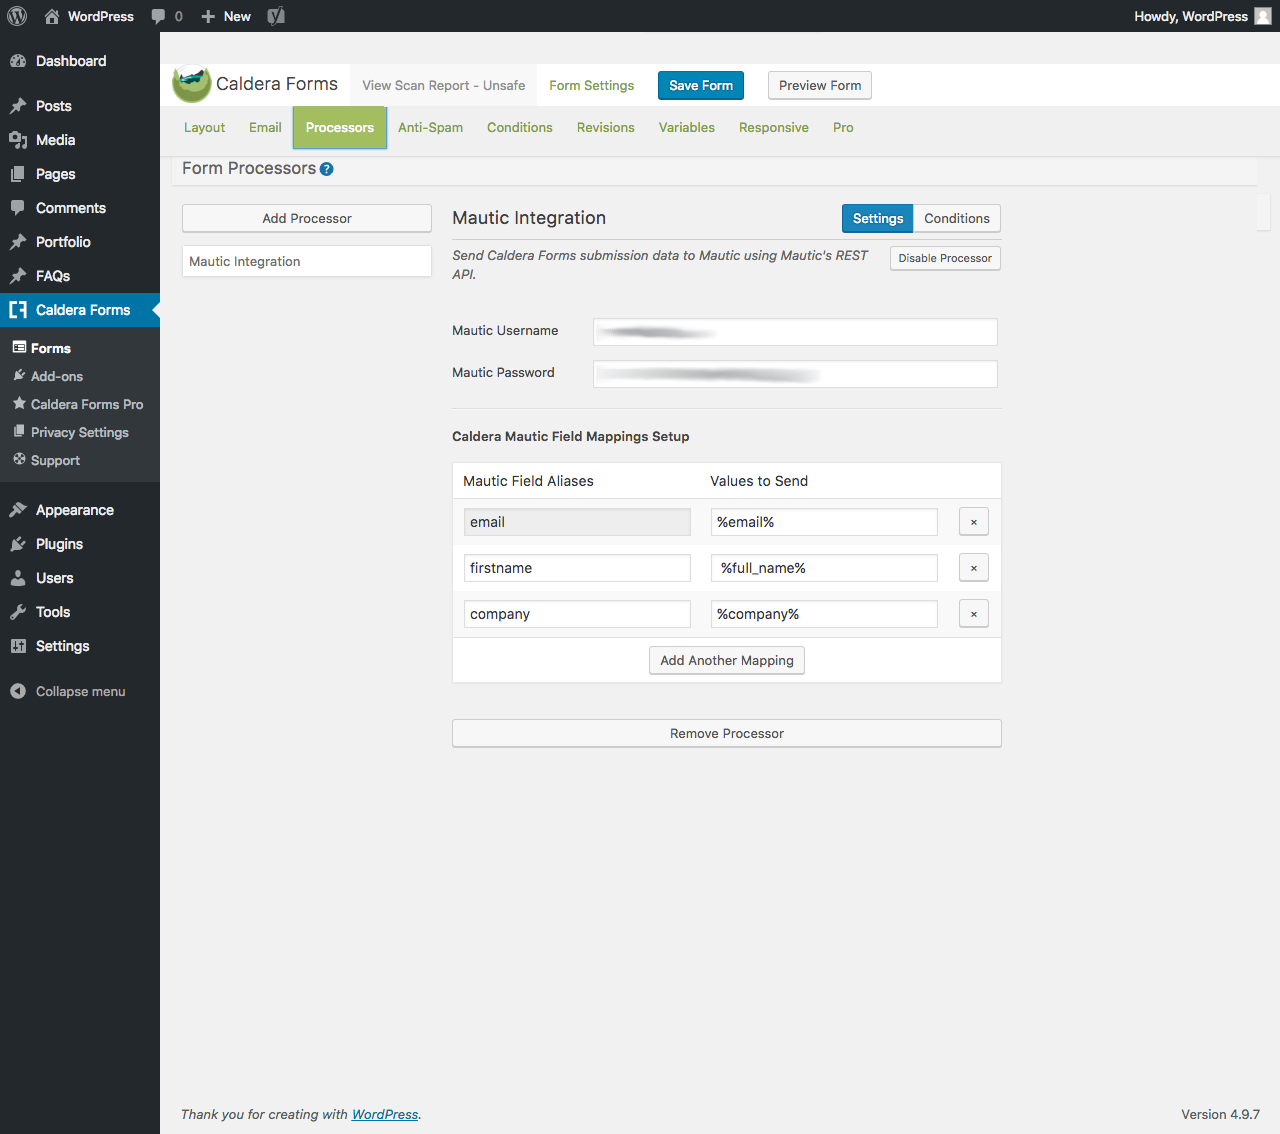 WordPress 0 New Howdy, WordPress
Dashboard
Posts
Media
Pages
Comments
Portfolio
FAQs
Caldera Forms
Forms
Add-ons
Caldera Forms Pro
Privacy Settings
Support
Appearance
Plugins
Users
Tools
Settings
Collapse menu
Caldera Forms View Scan Report - Unsafe Form Settings Save Form Preview Form
Layout Email Processors Anti-Spam Conditions Revisions Variables Responsive Pro
Form Processors ?
Add Processor
Mautic Integration
Mautic Integration Settings Conditions
Send Caldera Forms submission data to Mautic using Mautic's REST
API.
Disable Processor
Mautic Username
Mautic Password
Caldera Mautic Field Mappings Setup
Mautic Field Aliases Values to Send
email %email% ×
firstname %full_name% ×
company %company% ×
Add Another Mapping
Remove Processor
Thank you for creating with WordPress. Version 4.9.7